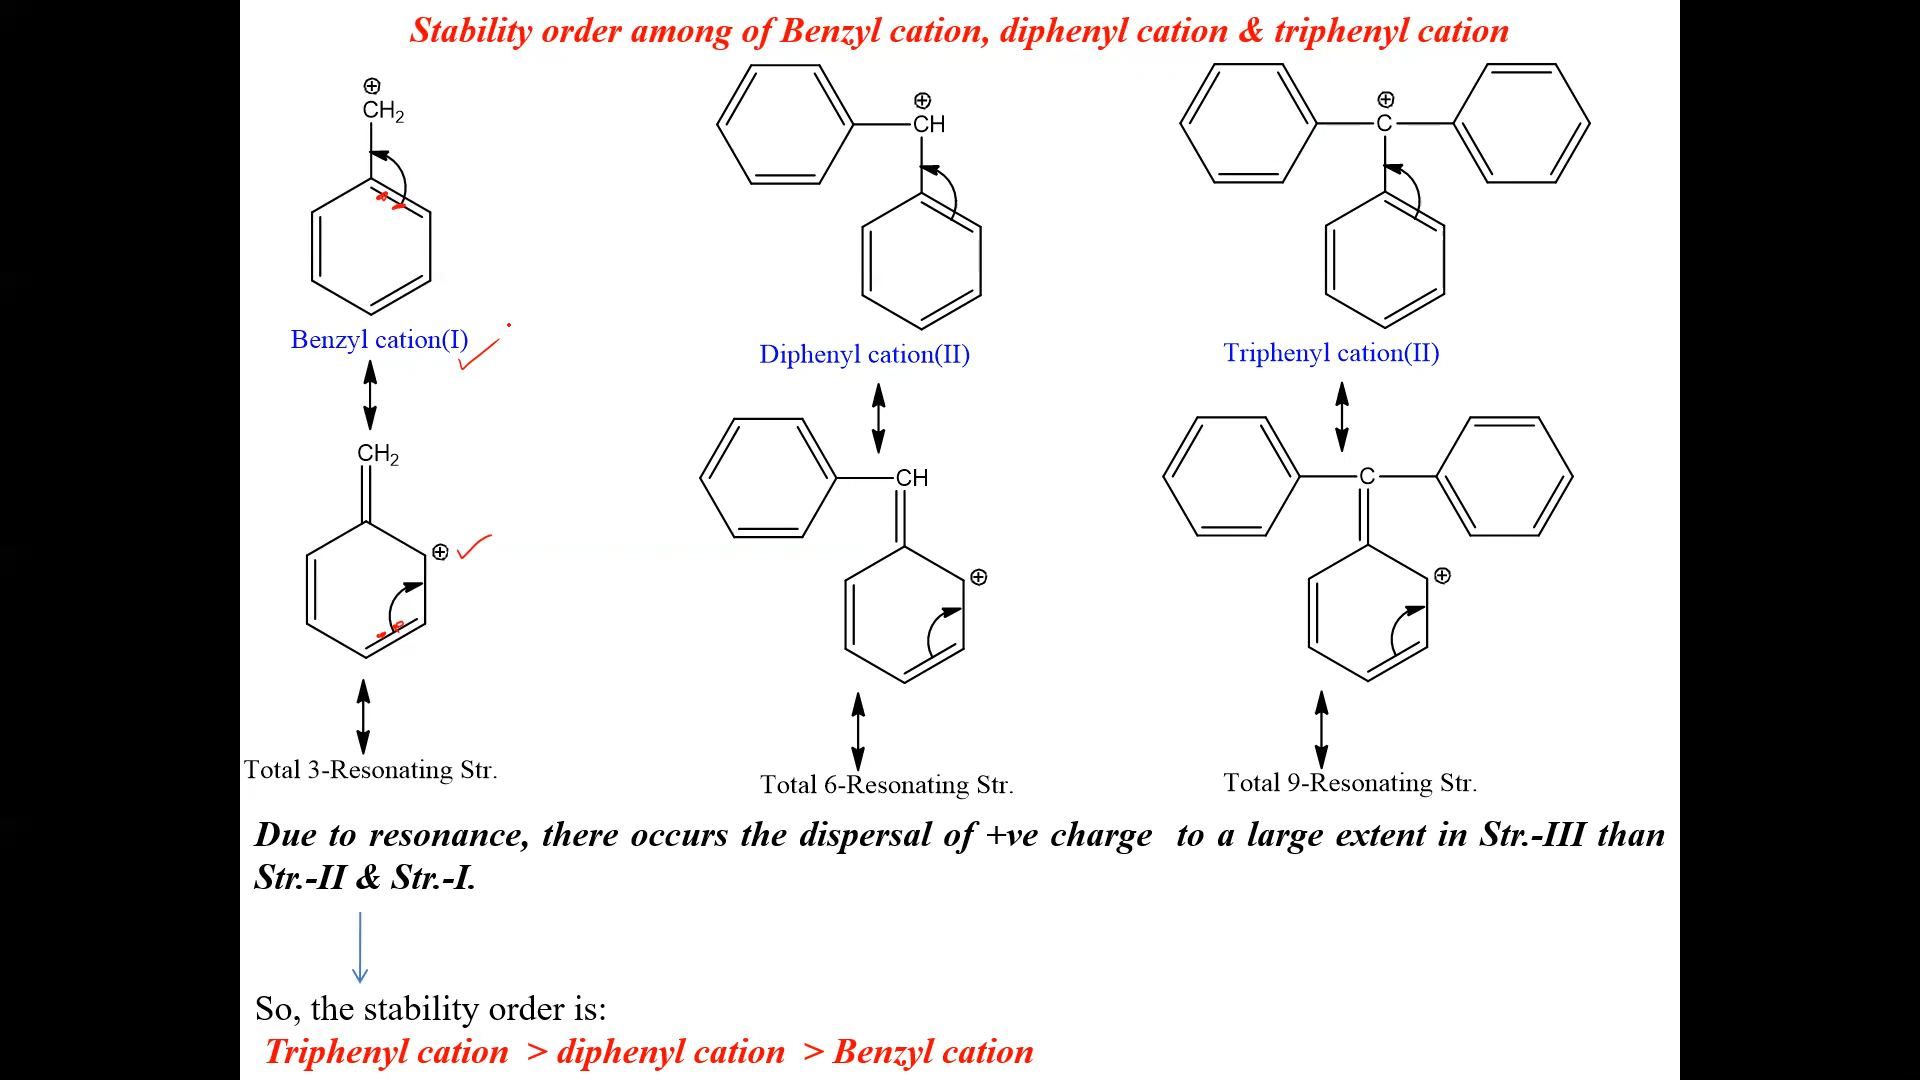 Stability order among of Benzyl cation, diphenyl cation & triphenyl cation
⊕
CH₂
⊕
CH
⊕
C
Benzyl cation(I)
Diphenyl cation(II)
Triphenyl cation(II)
CH₂
⊕
CH
⊕
C
⊕
Total 3-Resonating Str.
Total 6-Resonating Str.
Total 9-Resonating Str.
Due to resonance, there occurs the dispersal of +ve charge to a large extent in Str.-III than
Str.-II & Str.-I.
So, the stability order is:
Triphenyl cation > diphenyl cation > Benzyl cation